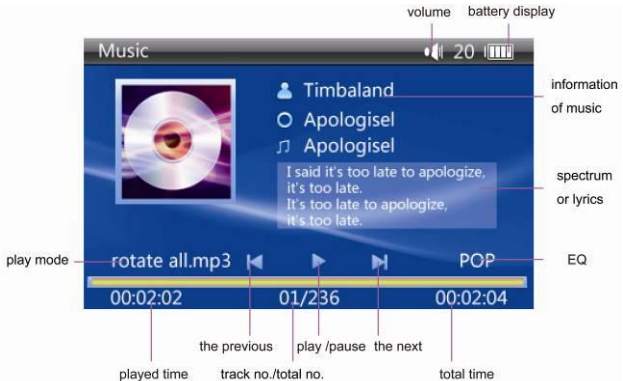 volume battery display
Music 20
Timbaland
information
of music
Apologisel
Apologisel
I said it's too late to apologize,
it's too late.
It's too late to apologize,
it's too late.
spectrum
or lyrics
play mode rotate all.mp3 POP EQ
00:02:02 01/236 00:02:04
the previous play /pause the next
played time track no./total no. total time